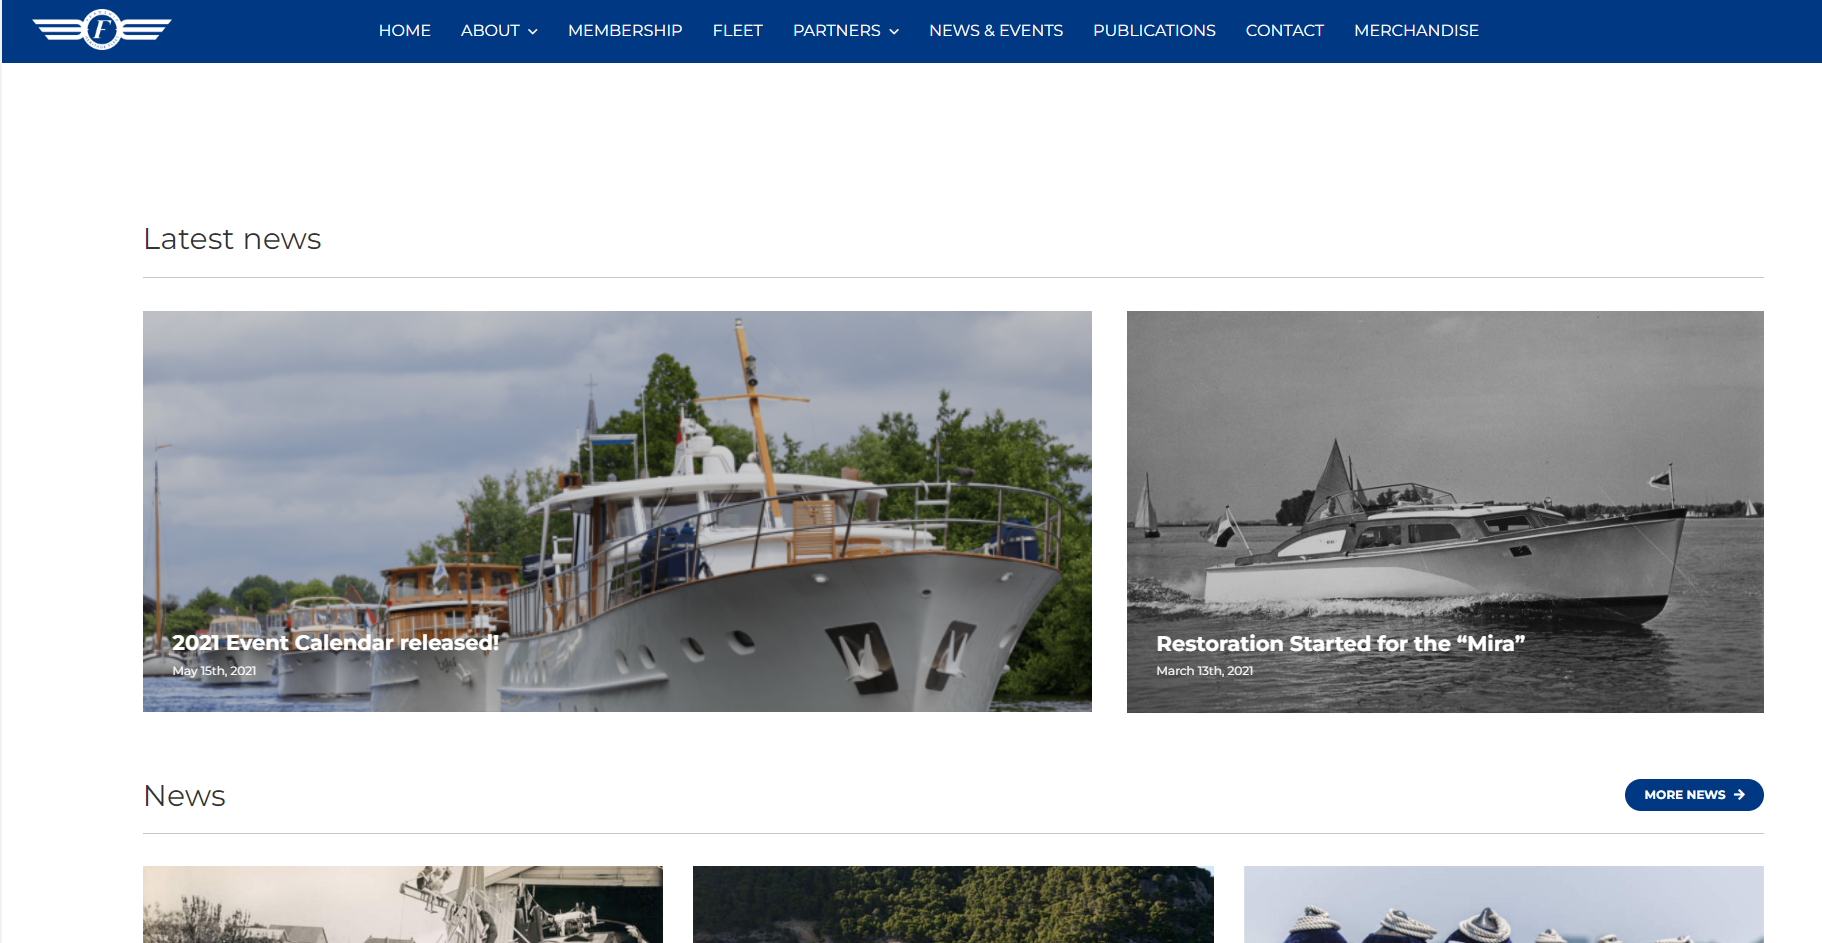 F
HOME ABOUT MEMBERSHIP FLEET PARTNERS NEWS & EVENTS PUBLICATIONS CONTACT MERCHANDISE
Latest news
2021 Event Calendar released!
May 15th, 2021
Restoration Started for the “Mira”
March 13th, 2021
News
MORE NEWS